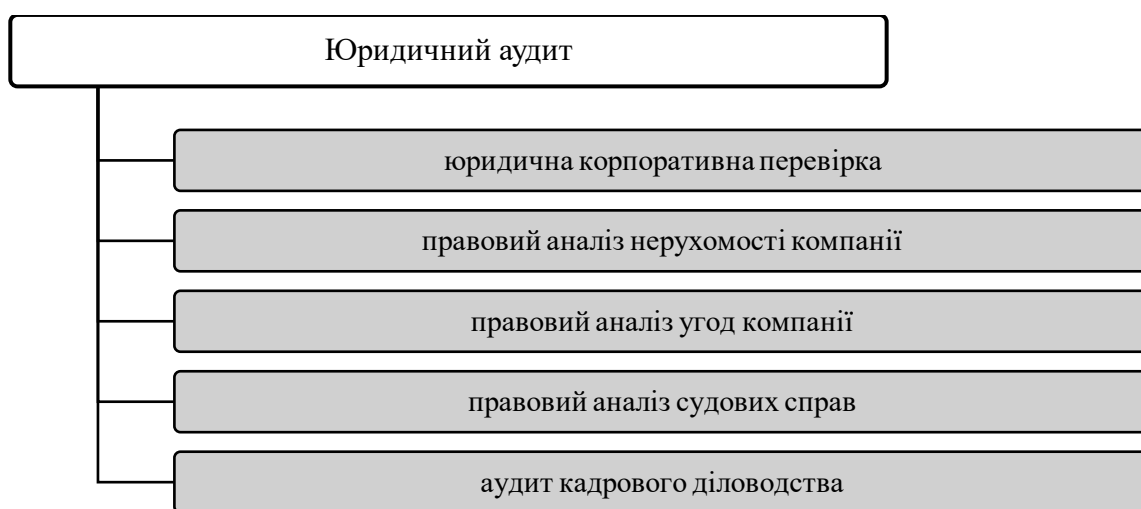 Юридичний аудит
юридична корпоративна перевірка
правовий аналіз нерухомості компанії
правовий аналіз угод компанії
правовий аналіз судових справ
аудит кадрового діловодства